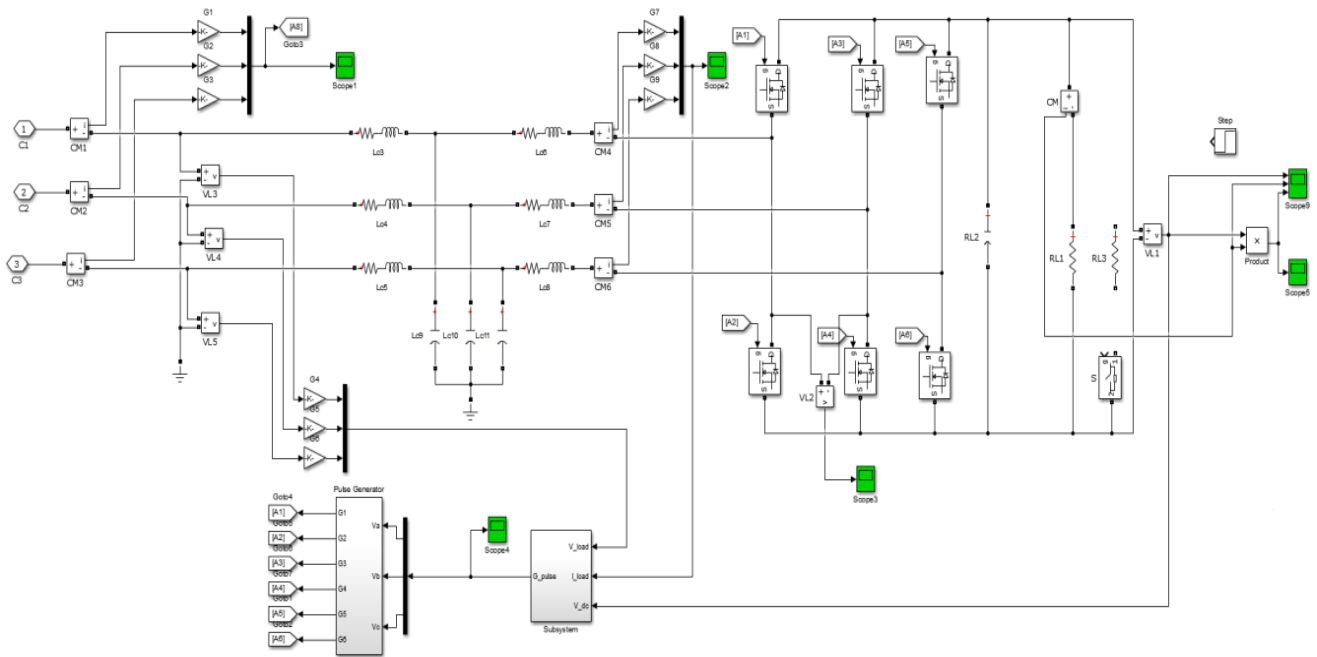 G1
G2
G3
-K-
-K-
-K-
[A8]
Goto3
Scope1
1
C1
2
C2
3
C3
CM1
CM2
CM3
VL3
VL4
VL5
Lc3
Lc4
Lc5
Lc6
Lc7
Lc8
Lc9
Lc10
Lc11
G7
G8
G9
-K-
-K-
-K-
Scope2
CM4
CM5
CM6
[A1]
[A3]
[A5]
[A2]
[A4]
[A6]
VL2
Scope3
RL2
CM
RL1
RL3
S
Step
VL1
×
Product
Scope9
Scope5
G4
G5
G6
-K-
-K-
-K-
Pulse Generator
G1
G2
G3
G4
G5
G6
Va
Vb
Vc
Goto4
[A1]
[A2]
[A3]
Goto7
[A4]
Goto1
[A5]
Goto2
[A6]
Scope4
V_load
I_load
V_dc
G_pulse
Subsystem